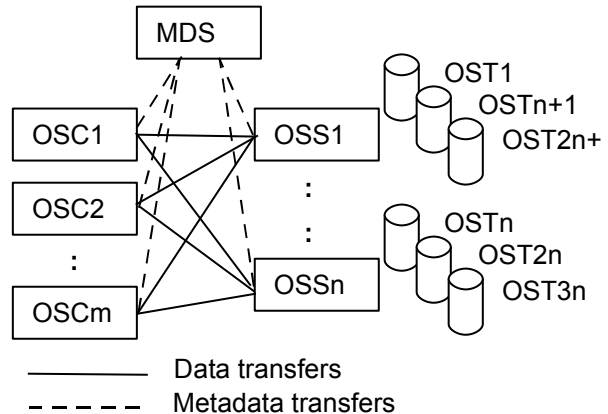 MDS
OST1
OSTn+1
OST2n+
OSC1
OSS1
OSC2
:
:
:
OSTn
OST2n
OST3n
OSCm
OSSn
Data transfers
Metadata transfers